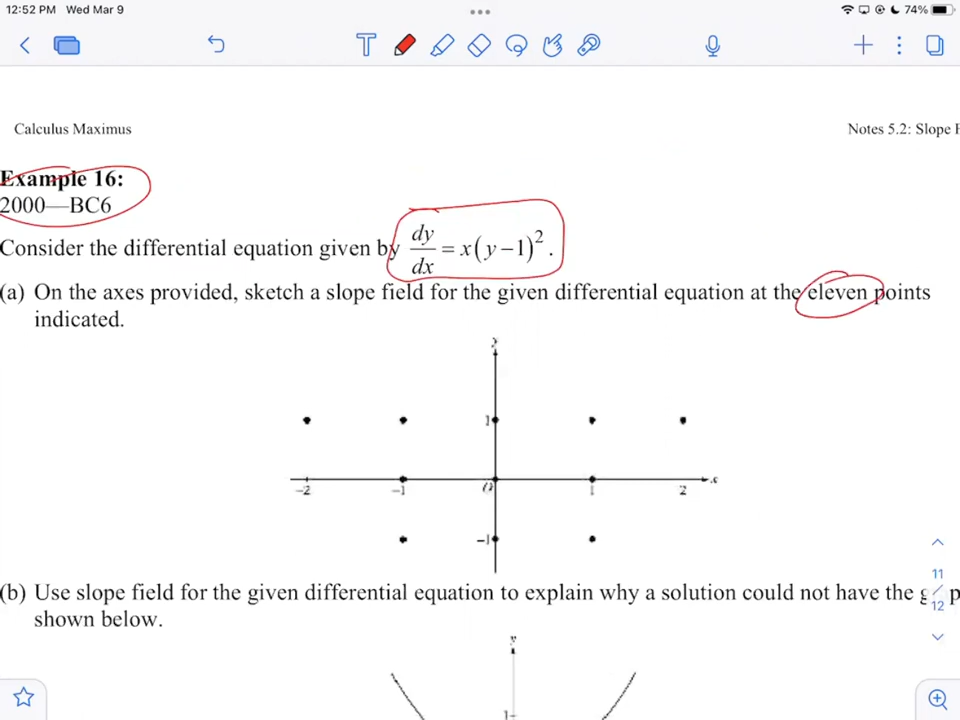 12:52 PM Wed Mar 9
74%
T
Calculus Maximus
Notes 5.2: Slope F
Example 16:
2000—BC6
Consider the differential equation given by dy/dx = x(y−1)².
(a) On the axes provided, sketch a slope field for the given differential equation at the eleven points
indicated.
y
1
-2 -1 O 1 2 x
-1
(b) Use slope field for the given differential equation to explain why a solution could not have the g p
shown below.
11
12
y
1